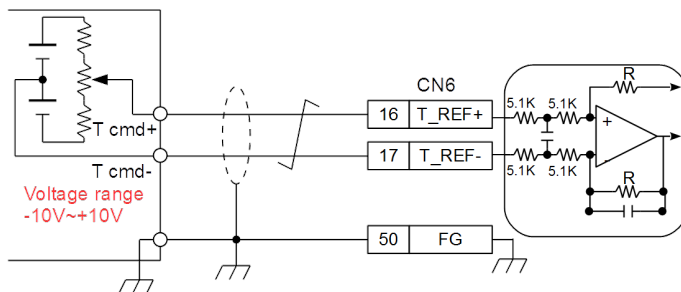 CN6
R
5.1K 5.1K
16 T_REF+
+
T cmd+
17 T_REF-
-
T cmd-
5.1K 5.1K
R
Voltage range
-10V~+10V
50 FG